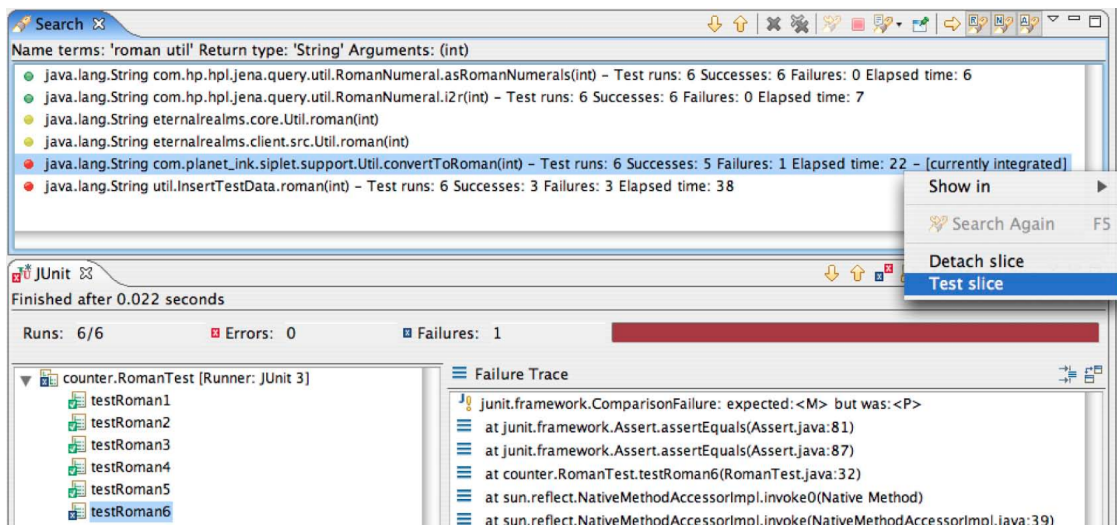 Search
Name terms: 'roman util' Return type: 'String' Arguments: (int)
java.lang.String com.hp.hpl.jena.query.util.RomanNumeral.asRomanNumerals(int) – Test runs: 6 Successes: 6 Failures: 0 Elapsed time: 6
java.lang.String com.hp.hpl.jena.query.util.RomanNumeral.i2r(int) – Test runs: 6 Successes: 6 Failures: 0 Elapsed time: 7
java.lang.String eternalrealms.core.Util.roman(int)
java.lang.String eternalrealms.client.src.Util.roman(int)
java.lang.String com.planet_ink.siplet.support.Util.convertToRoman(int) – Test runs: 6 Successes: 5 Failures: 1 Elapsed time: 22 – [currently integrated]
java.lang.String util.InsertTestData.roman(int) – Test runs: 6 Successes: 3 Failures: 3 Elapsed time: 38
Show in
Search Again F5
Detach slice
Test slice
JUnit
Finished after 0.022 seconds
Runs: 6/6 Errors: 0 Failures: 1
counter.RomanTest [Runner: JUnit 3]
testRoman1
testRoman2
testRoman3
testRoman4
testRoman5
testRoman6
Failure Trace
junit.framework.ComparisonFailure: expected:<M> but was:<P>
at junit.framework.Assert.assertEquals(Assert.java:81)
at junit.framework.Assert.assertEquals(Assert.java:87)
at counter.RomanTest.testRoman6(RomanTest.java:32)
at sun.reflect.NativeMethodAccessorImpl.invoke0(Native Method)
at sun.reflect.NativeMethodAccessorImpl.invoke(NativeMethodAccessorImpl.java:39)